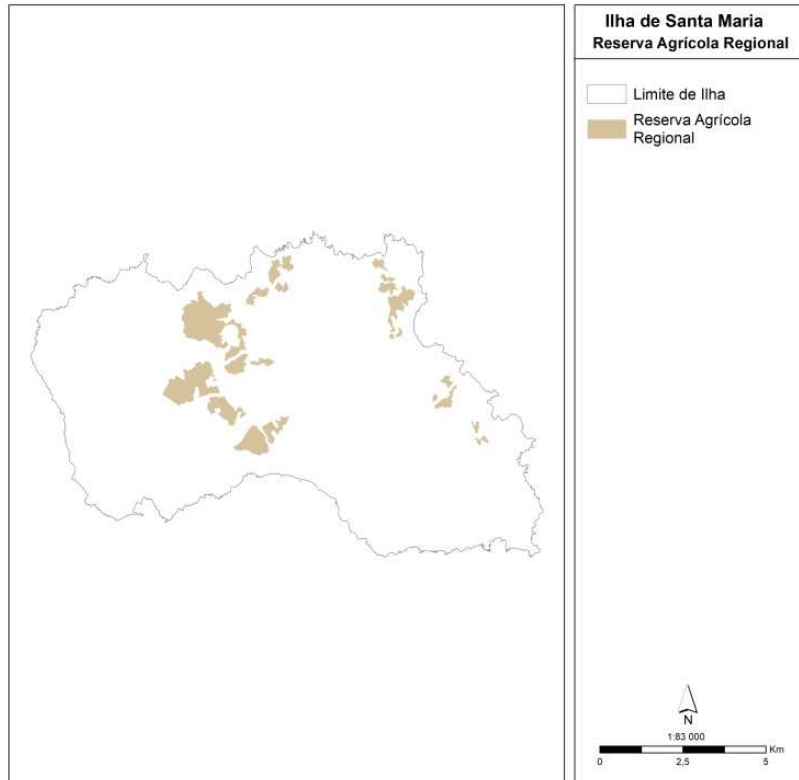 Ilha de Santa Maria
Reserva Agrícola Regional
Limite de Ilha
Reserva Agrícola
Regional
N
1:83 000
Km
0 2,5 5